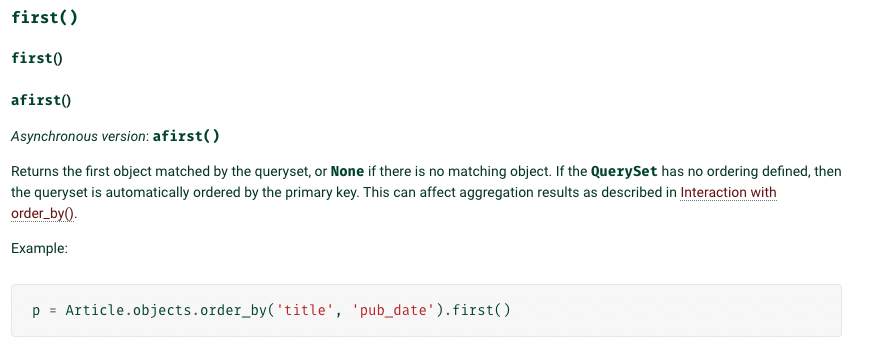 first()
first()
afirst()
Asynchronous version: afirst()
Returns the first object matched by the queryset, or None if there is no matching object. If the QuerySet has no ordering defined, then
the queryset is automatically ordered by the primary key. This can affect aggregation results as described in Interaction with
order_by().
Example:
p = Article.objects.order_by('title', 'pub_date').first()